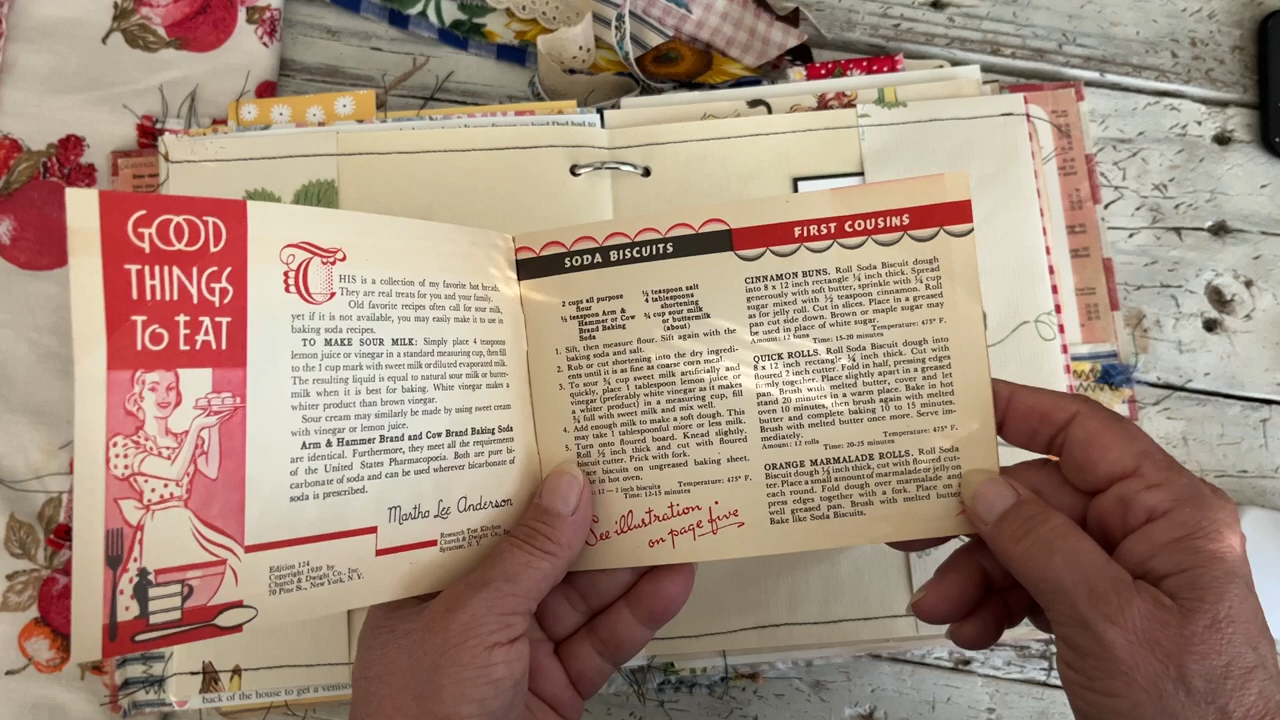 GOOD
THINGS
TO EAT
THIS is a collection of my favorite hot breads.
They are real treats for you and your family.
Old favorite recipes often call for sour milk,
yet if it is not available, you may easily make it to use in
baking soda recipes.
TO MAKE SOUR MILK: Simply place 4 teaspoons
lemon juice or vinegar in a standard measuring cup, then fill
to the 1 cup mark with sweet milk or diluted evaporated milk.
The resulting liquid is equal to natural sour milk or butter-
milk when it is best for baking. White vinegar makes a
whiter product than brown vinegar.
Sour cream may similarly be made by using sweet cream
with vinegar or lemon juice.
Arm & Hammer Brand and Cow Brand Baking Soda
are identical. Furthermore, they meet all the requirements
of the United States Pharmacopoeia. Both are pure bi-
carbonate of soda and can be used wherever bicarbonate of
soda is prescribed.
Martha Lee Anderson
Research Test Kitchen
Church & Dwight Co., Inc.
Syracuse, N. Y.
Edition 124
Copyright 1939 by
Church & Dwight Co., Inc.
70 Pine St., New York, N. Y.
SODA BISCUITS
2 cups all purpose
flour
½ teaspoon Arm &
Hammer or Cow
Brand Baking
Soda
½ teaspoon salt
4 tablespoons
shortening
¾ cup sour milk
or buttermilk
(about)
1. Sift, then measure flour. Sift again with the
baking soda and salt.
2. Rub or cut shortening into the dry ingredi-
ents until it is as fine as coarse corn meal.
3. To sour ¾ cup sweet milk artificially and
quickly, place 1 tablespoon lemon juice or
vinegar (preferably white vinegar as it makes
a whiter product) in a measuring cup, fill
to ¾ full with sweet milk and mix well.
4. Add enough milk to make a soft dough. This
may take 1 tablespoonful more or less milk.
5. Turn onto floured board. Knead slightly.
Roll ½ inch thick and cut with floured
biscuit cutter. Prick with fork.
Place biscuits on ungreased baking sheet,
in hot oven.
12 — 2 inch biscuits Temperature: 475° F.
Time: 12-15 minutes
See illustration
on page five
FIRST COUSINS
CINNAMON BUNS. Roll Soda Biscuit dough
into 8 x 12 inch rectangle ¼ inch thick. Spread
generously with soft butter, sprinkle with ¼ cup
sugar mixed with ½ teaspoon cinnamon. Roll
as for jelly roll. Cut in slices. Place in a greased
pan cut side down. Brown or maple sugar may
be used in place of white sugar.
Temperature: 475° F.
Amount: 12 buns Time: 15-20 minutes
QUICK ROLLS. Roll Soda Biscuit dough into
8 x 12 inch rectangle ¼ inch thick. Cut with
floured 2 inch cutter. Fold in half, pressing edges
firmly together. Place slightly apart in a greased
pan. Brush with melted butter, cover and let
stand 20 minutes in a warm place. Bake in hot
oven 10 minutes, then brush again with melted
butter and complete baking 10 to 15 minutes.
Brush with melted butter once more. Serve im-
mediately.
Temperature: 475° F.
Amount: 12 rolls Time: 20-25 minutes
ORANGE MARMALADE ROLLS. Roll Soda
Biscuit dough ¼ inch thick, cut with floured cut-
ter. Place a small amount of marmalade or jelly on
each round. Fold dough over marmalade and
press edges together with a fork. Place on a
well greased pan. Brush with melted butter
Bake like Soda Biscuits.
back of the house to get a veniso